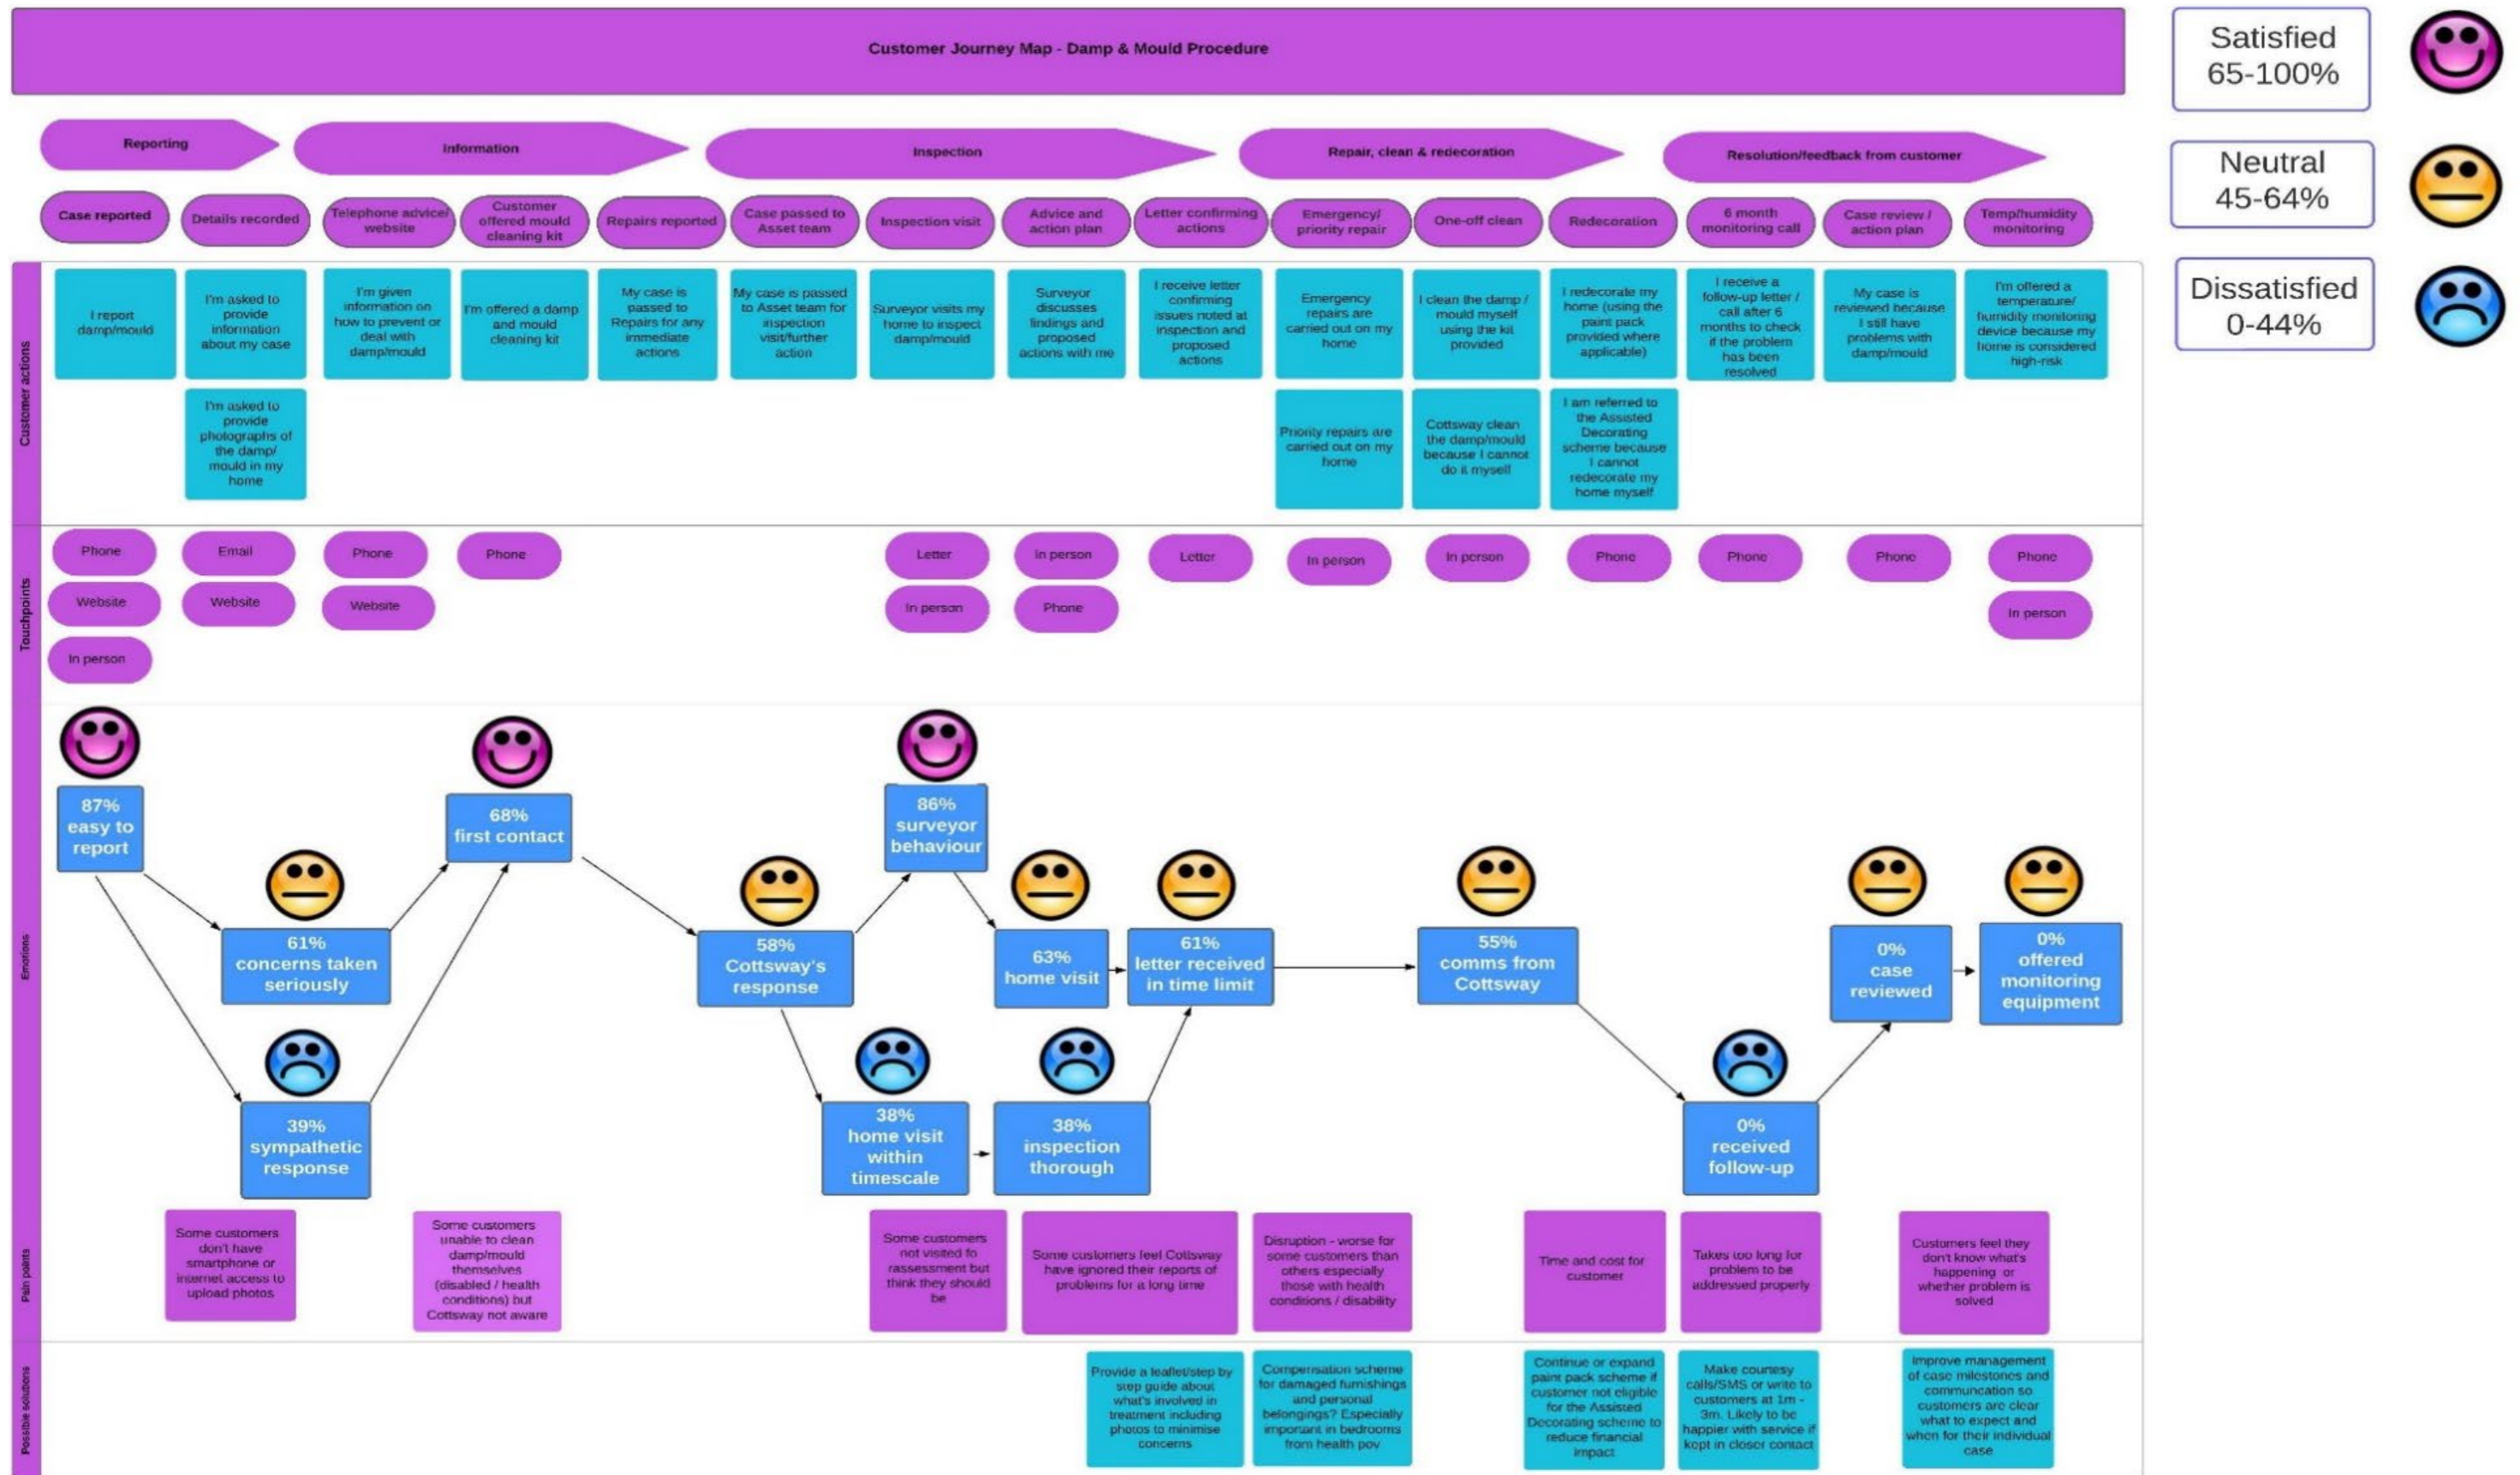 Customer Journey Map - Damp & Mould Procedure
Satisfied
65-100%
Neutral
45-64%
Dissatisfied
0-44%
Reporting
Information
Inspection
Repair, clean & redecoration
Resolution/feedback from customer
Case reported
Details recorded
Telephone advice/
website
Customer
offered mould
cleaning kit
Repairs reported
Case passed to
Asset team
Inspection visit
Advice and
action plan
Letter confirming
actions
Emergency/
priority repair
One-off clean
Redecoration
6 month
monitoring call
Case review /
action plan
Temp/humidity
monitoring
Customer actions
I report
damp/mould
I'm asked to
provide
information
about my case
I'm given
information on
how to prevent or
deal with
damp/mould
I'm offered a damp
and mould
cleaning kit
My case is
passed to
Repairs for any
immediate
actions
My case is passed
to Asset team for
inspection
visit/further
action
Surveyor visits my
home to inspect
damp/mould
Surveyor
discusses
findings and
proposed
actions with me
I receive letter
confirming
issues noted at
inspection and
proposed
actions
Emergency
repairs are
carried out on my
home
I clean the damp /
mould myself
using the kit
provided
I redecorate my
home (using the
paint pack
provided where
applicable)
I receive a
follow-up letter /
call after 6
months to check
if the problem
has been
resolved
My case is
reviewed because
I still have
problems with
damp/mould
I'm offered a
temperature/
humidity monitoring
device because my
home is considered
high-risk
I'm asked to
provide
photographs of
the damp/
mould in my
home
Priority repairs are
carried out on my
home
Cottsway clean
the damp/mould
because I cannot
do it myself
I am referred to
the Assisted
Decorating
scheme because
I cannot
redecorate my
home myself
Touchpoints
Phone
Email
Phone
Phone
Letter
In person
Letter
In person
In person
Phone
Phone
Phone
Phone
Website
Website
Website
In person
Phone
In person
In person
Emotions
87%
easy to
report
68%
first contact
86%
surveyor
behaviour
61%
concerns taken
seriously
58%
Cottsway's
response
63%
home visit
61%
letter received
in time limit
55%
comms from
Cottsway
0%
case
reviewed
0%
offered
monitoring
equipment
39%
sympathetic
response
38%
home visit
within
timescale
38%
inspection
thorough
0%
received
follow-up
Pain points
Some customers
don't have
smartphone or
internet access to
upload photos
Some customers
unable to clean
damp/mould
themselves
(disabled / health
conditions) but
Cottsway not aware
Some customers
not visited fo
rassessment but
think they should
be
Some customers feel Cottsway
have ignored their reports of
problems for a long time
Disruption - worse for
some customers than
others especially
those with health
conditions / disability
Time and cost for
customer
Takes too long for
problem to be
addressed properly
Customers feel they
don't know what's
happening or
whether problem is
solved
Possible solutions
Provide a leaflet/step by
step guide about
what's involved in
treatment including
photos to minimise
concerns
Compensation scheme
for damaged furnishings
and personal
belongings? Especially
important in bedrooms
from health pov
Continue or expand
paint pack scheme if
customer not eligible
for the Assisted
Decorating scheme to
reduce financial
impact
Make courtesy
calls/SMS or write to
customers at 1m -
3m. Likely to be
happier with service if
kept in closer contact
Improve management
of case milestones and
communcation so
customers are clear
what to expect and
when for their individual
case